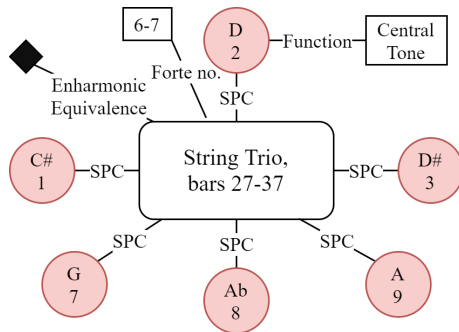 6-7
D
2
Function
Central
Tone
Forte no.
Enharmonic
Equivalence
SPC
C#
1
SPC
String Trio,
bars 27-37
SPC
D#
3
SPC
SPC
SPC
G
7
Ab
8
A
9